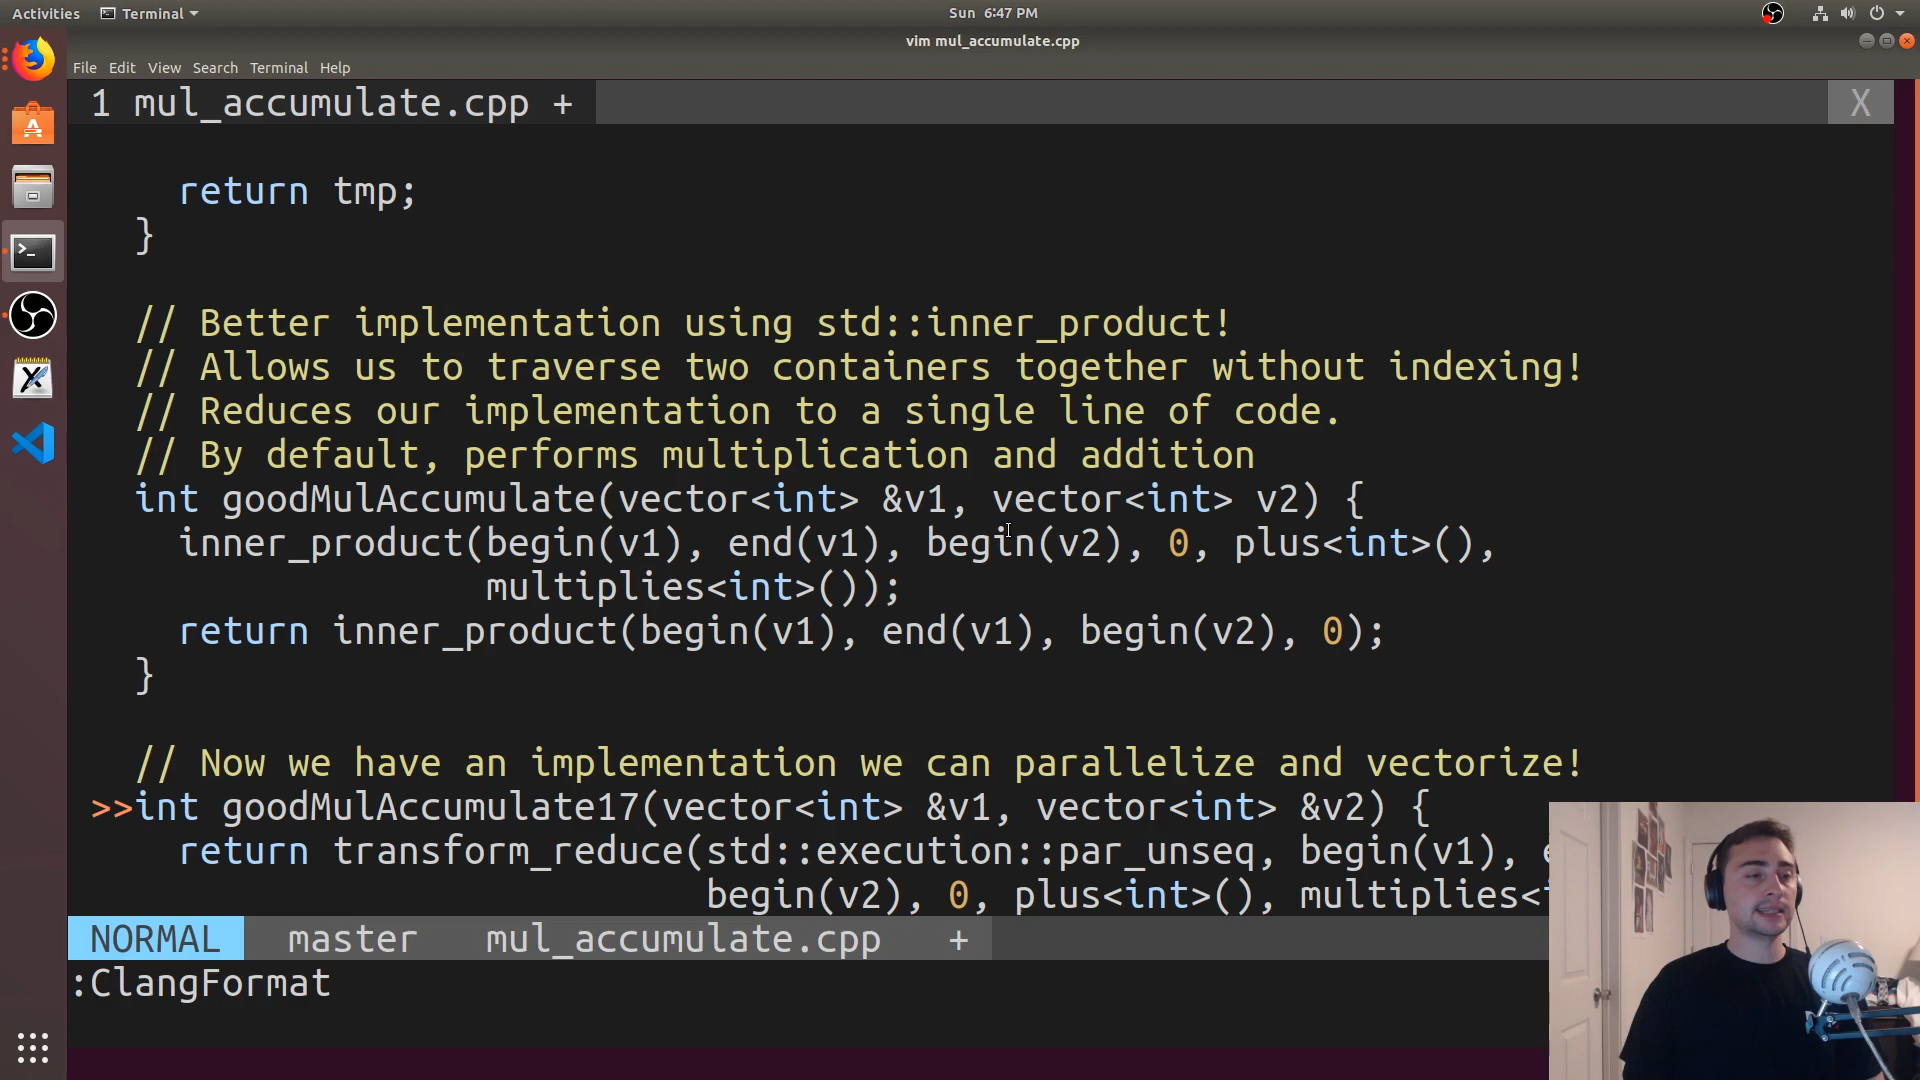 Activities
Terminal
Sun 6:47 PM
vim mul_accumulate.cpp
File Edit View Search Terminal Help
1 mul_accumulate.cpp +
X
return tmp;
}
// Better implementation using std::inner_product!
// Allows us to traverse two containers together without indexing!
// Reduces our implementation to a single line of code.
// By default, performs multiplication and addition
int goodMulAccumulate(vector<int> &v1, vector<int> v2) {
inner_product(begin(v1), end(v1), begin(v2), 0, plus<int>(),
multiplies<int>());
return inner_product(begin(v1), end(v1), begin(v2), 0);
}
// Now we have an implementation we can parallelize and vectorize!
>>int goodMulAccumulate17(vector<int> &v1, vector<int> &v2) {
return transform_reduce(std::execution::par_unseq, begin(v1),
begin(v2), 0, plus<int>(), multiplies<
NORMAL master mul_accumulate.cpp +
:ClangFormat